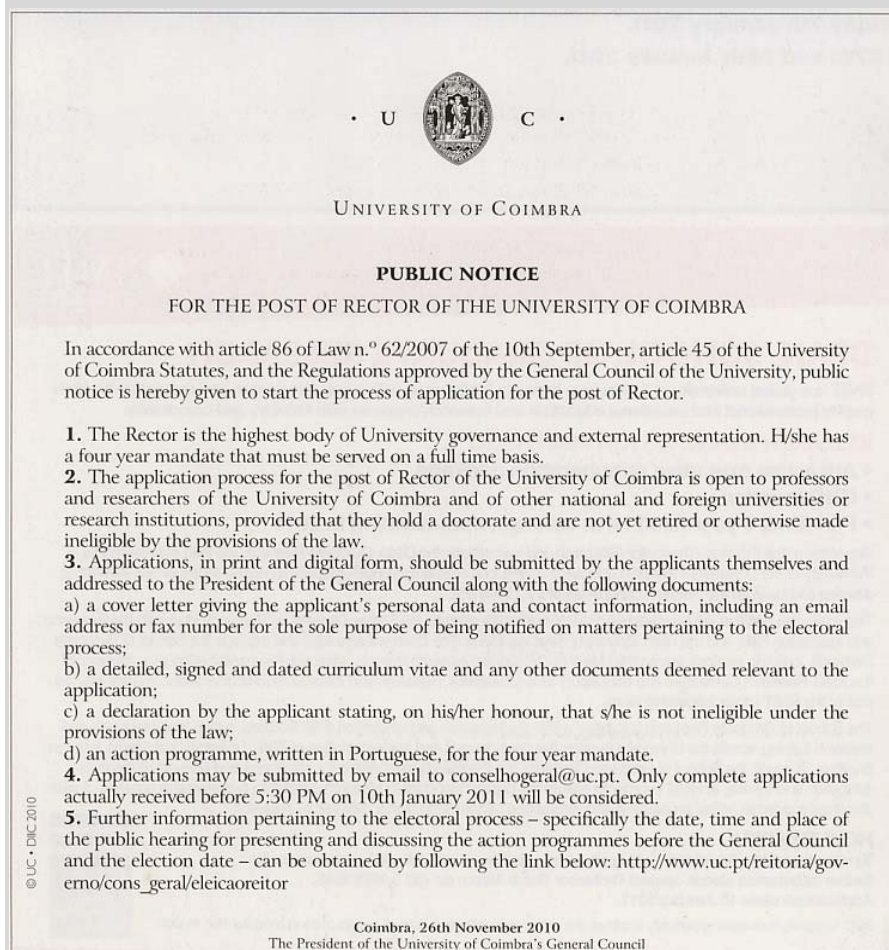 · U C ·
UNIVERSITY OF COIMBRA
PUBLIC NOTICE
FOR THE POST OF RECTOR OF THE UNIVERSITY OF COIMBRA
In accordance with article 86 of Law n.º 62/2007 of the 10th September, article 45 of the University
of Coimbra Statutes, and the Regulations approved by the General Council of the University, public
notice is hereby given to start the process of application for the post of Rector.
1. The Rector is the highest body of University governance and external representation. H/she has
a four year mandate that must be served on a full time basis.
2. The application process for the post of Rector of the University of Coimbra is open to professors
and researchers of the University of Coimbra and of other national and foreign universities or
research institutions, provided that they hold a doctorate and are not yet retired or otherwise made
ineligible by the provisions of the law.
3. Applications, in print and digital form, should be submitted by the applicants themselves and
addressed to the President of the General Council along with the following documents:
a) a cover letter giving the applicant's personal data and contact information, including an email
address or fax number for the sole purpose of being notified on matters pertaining to the electoral
process;
b) a detailed, signed and dated curriculum vitae and any other documents deemed relevant to the
application;
c) a declaration by the applicant stating, on his/her honour, that s/he is not ineligible under the
provisions of the law;
d) an action programme, written in Portuguese, for the four year mandate.
4. Applications may be submitted by email to conselhogeral@uc.pt. Only complete applications
actually received before 5:30 PM on 10th January 2011 will be considered.
5. Further information pertaining to the electoral process – specifically the date, time and place of
the public hearing for presenting and discussing the action programmes before the General Council
and the election date – can be obtained by following the link below: http://www.uc.pt/reitoria/gov-
erno/cons_geral/eleicaoreitor
© UC • DIIC 2010
Coimbra, 26th November 2010
The President of the University of Coimbra's General Council